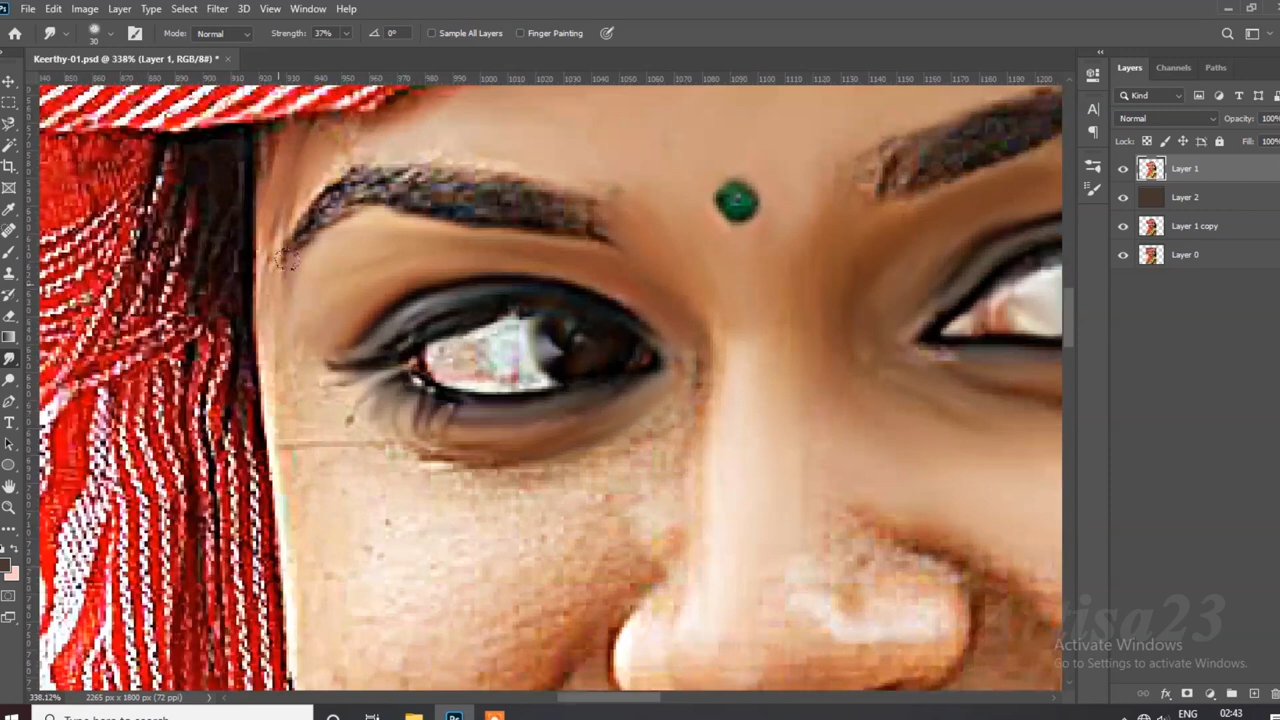 File Edit Image Layer Type Select Filter 3D View Window Help
30 Mode: Normal Strength: 37% 0° Sample All Layers Finger Painting
Keerthy-01.psd @ 338% (Layer 1, RGB/8#) *
Layers Channels Paths
Kind
Normal Opacity: 100%
Lock: Fill: 100%
Layer 1
Layer 2
Layer 1 copy
Layer 0
Activate Windows
Go to Settings to activate Windows.
338.12% 2265 px x 1800 px (72 ppi)
Type here to search
Ps
ENG 02:43